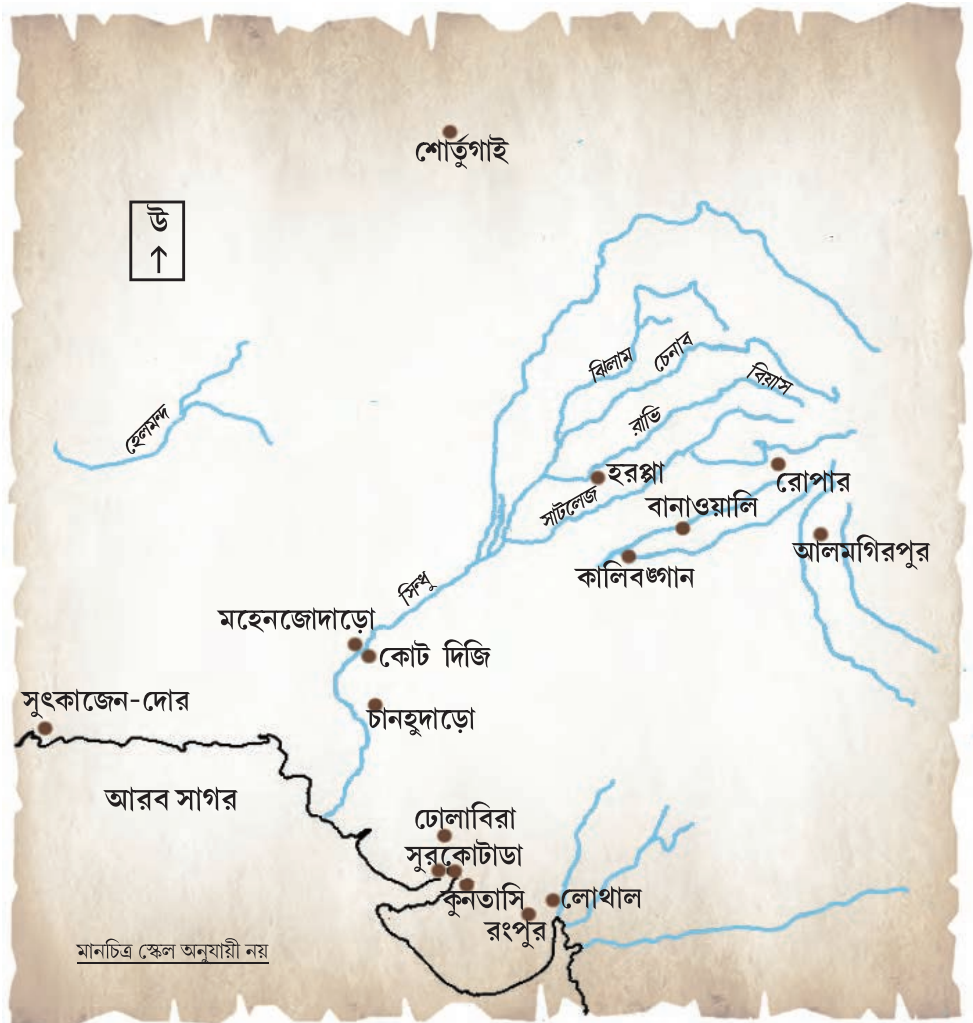 শোর্তুগাই
উ
ঝিলাম
চেনাব
বিয়াস
হেলমন্দ
রাভি
হরপ্পা
রোপার
সাটলেজ
বানাওয়ালি
আলমগিরপুর
কালিবঙ্গান
সিন্ধু
মহেনজোদাড়ো
কোট দিজি
সুৎকাজেন-দোর
চানহুদাড়ো
আরব সাগর
ঢোলাবিরা
সুরকোটাডা
কুনতাসি
লোথাল
রংপুর
মানচিত্র স্কেল অনুযায়ী নয়